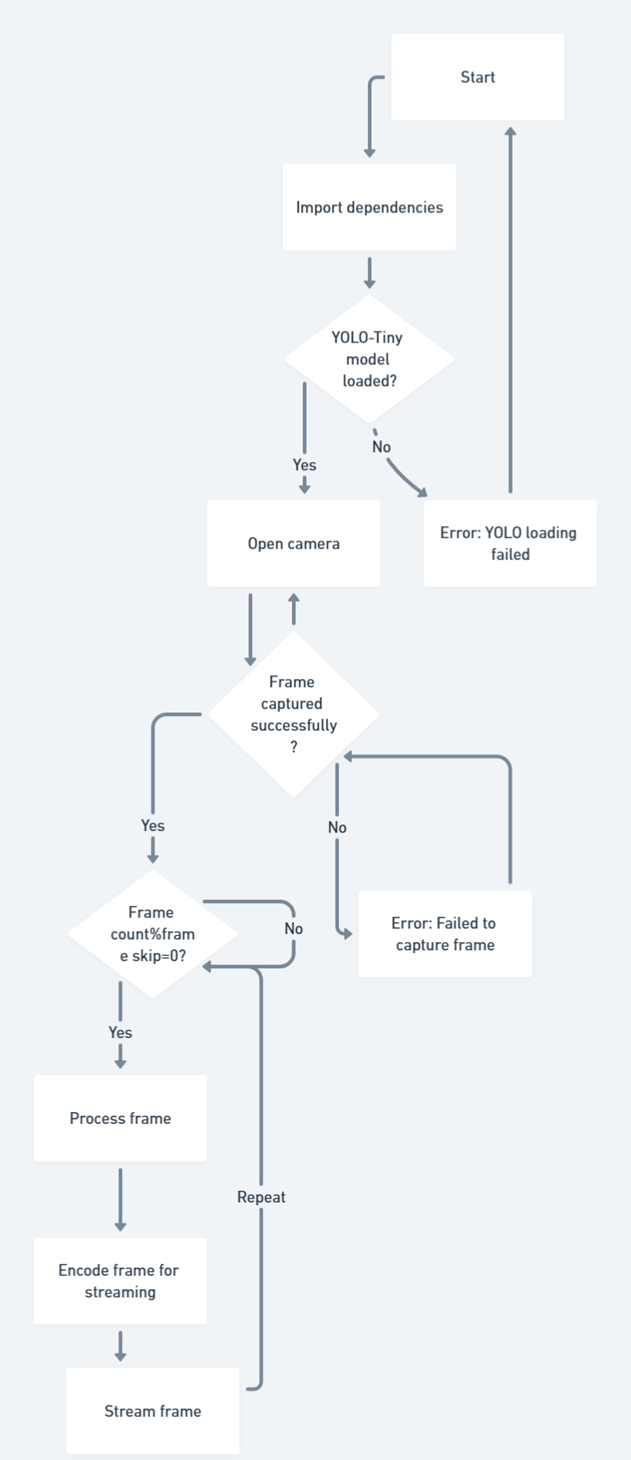 Start
Import dependencies
YOLO-Tiny
model
loaded?
No
Yes
Open camera
Error: YOLO loading
failed
Frame
captured
successfully
?
Yes
No
Frame
count%fram
e skip=0?
No
Error: Failed to
capture frame
Yes
Process frame
Repeat
Encode frame for
streaming
Stream frame